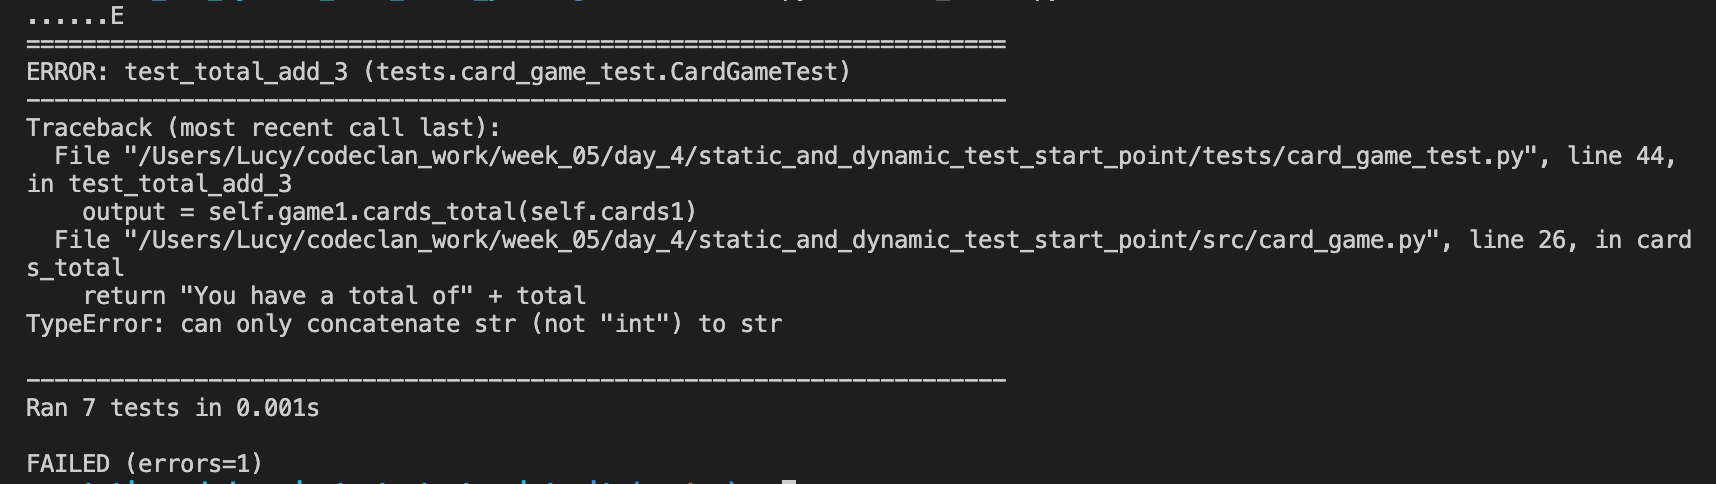 ......E
======================================================================
ERROR: test_total_add_3 (tests.card_game_test.CardGameTest)
----------------------------------------------------------------------
Traceback (most recent call last):
  File "/Users/Lucy/codeclan_work/week_05/day_4/static_and_dynamic_test_start_point/tests/card_game_test.py", line 44,
in test_total_add_3
    output = self.game1.cards_total(self.cards1)
  File "/Users/Lucy/codeclan_work/week_05/day_4/static_and_dynamic_test_start_point/src/card_game.py", line 26, in card
s_total
    return "You have a total of" + total
TypeError: can only concatenate str (not "int") to str

----------------------------------------------------------------------
Ran 7 tests in 0.001s

FAILED (errors=1)